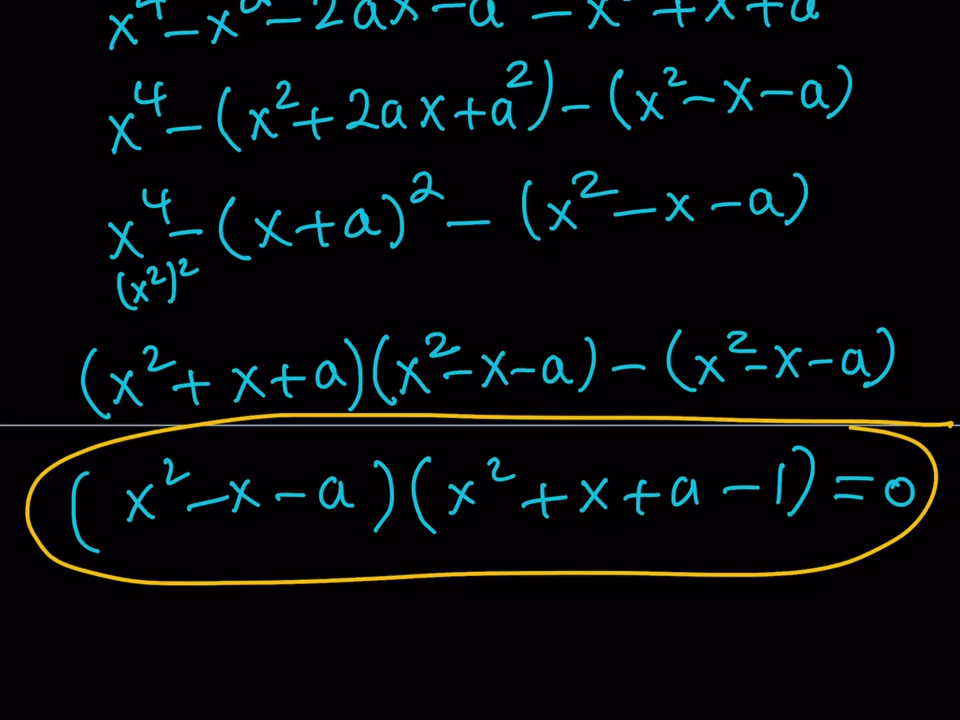 x⁴ − (x² + 2ax + a²) − (x² − x − a)
x⁴ − (x + a)² − (x² − x − a)
(x²)²
(x² + x + a)(x² − x − a) − (x² − x − a)
(x² − x − a)(x² + x + a − 1) = 0